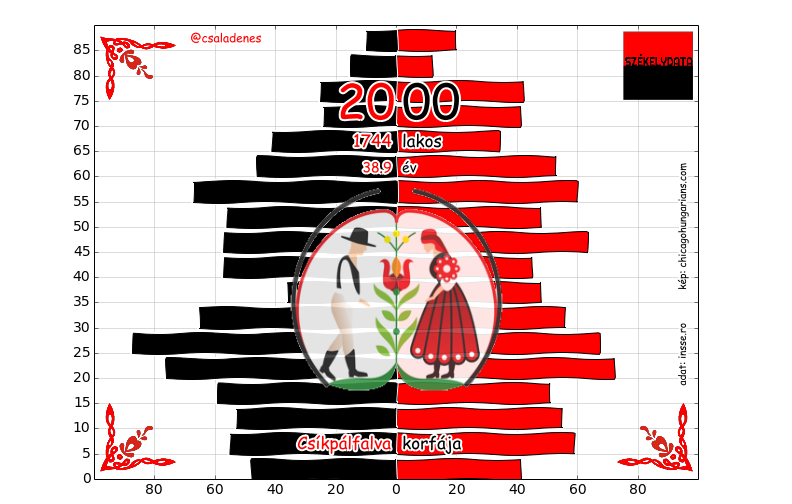 @csaladenes
SZÉKELYDATA
2000
1744 lakos
38.9 év
kép: chicagohungarians.com
adat: insse.ro
Csíkpálfalva korfája
85
80
75
70
65
60
55
50
45
40
35
30
25
20
15
10
5
0
80 60 40 20 0 20 40 60 80